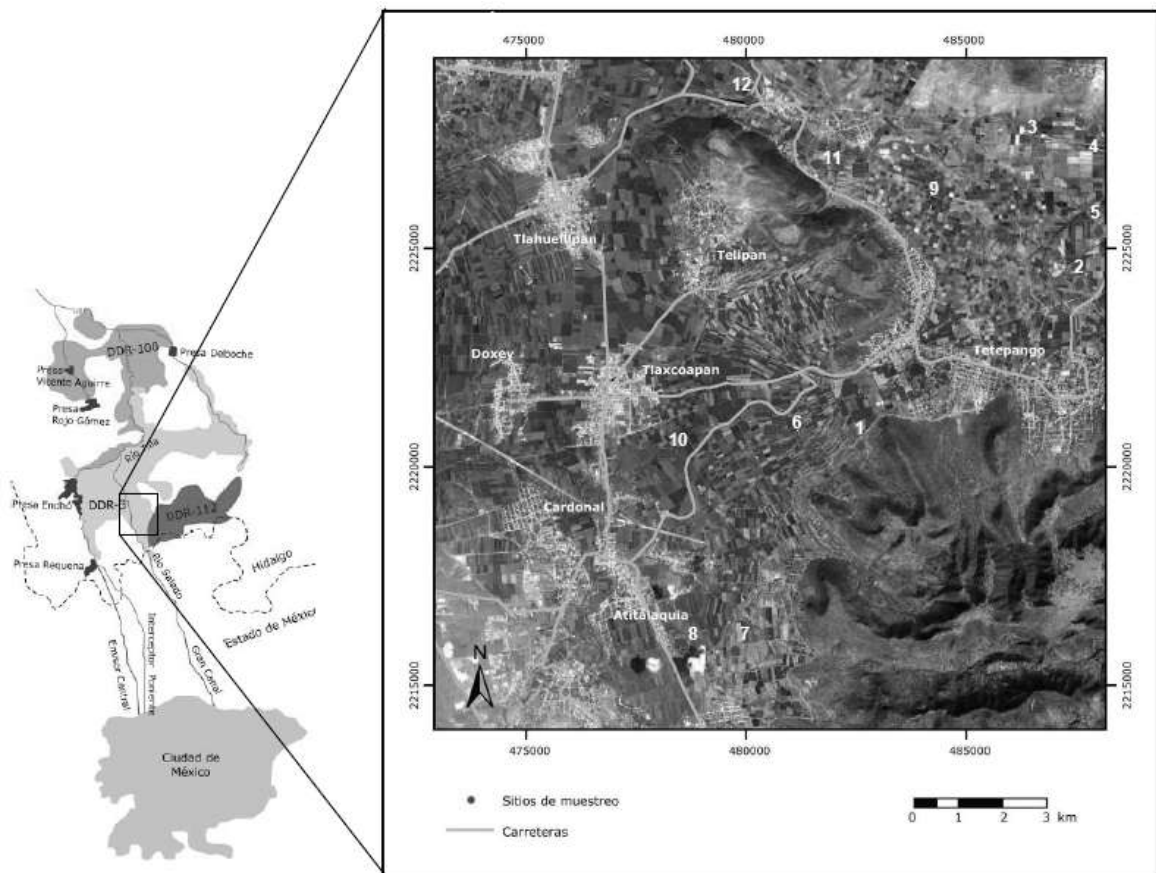 DDR-100
Presa Deboche
Presa
Vicente Aguirre
Presa
Rojo-Gómez
Río Tula
Presa Endhó
DDR-3
DDR-112
Presa Requena
Río Salado
Hidalgo
Estado de México
Emisor Central
Interceptor Poniente
Gran Canal
Ciudad de
México
475000
480000
485000
12
3
4
11
9
5
2
Tlahuelilpan
Telipan
2225000
2225000
Doxey
Tlaxcoapan
Tetepango
10
6
1
2220000
2220000
Cardonal
Atitalaquia
8
7
N
2215000
2215000
475000
480000
485000
Sitios de muestreo
Carreteras
0 1 2 3 km